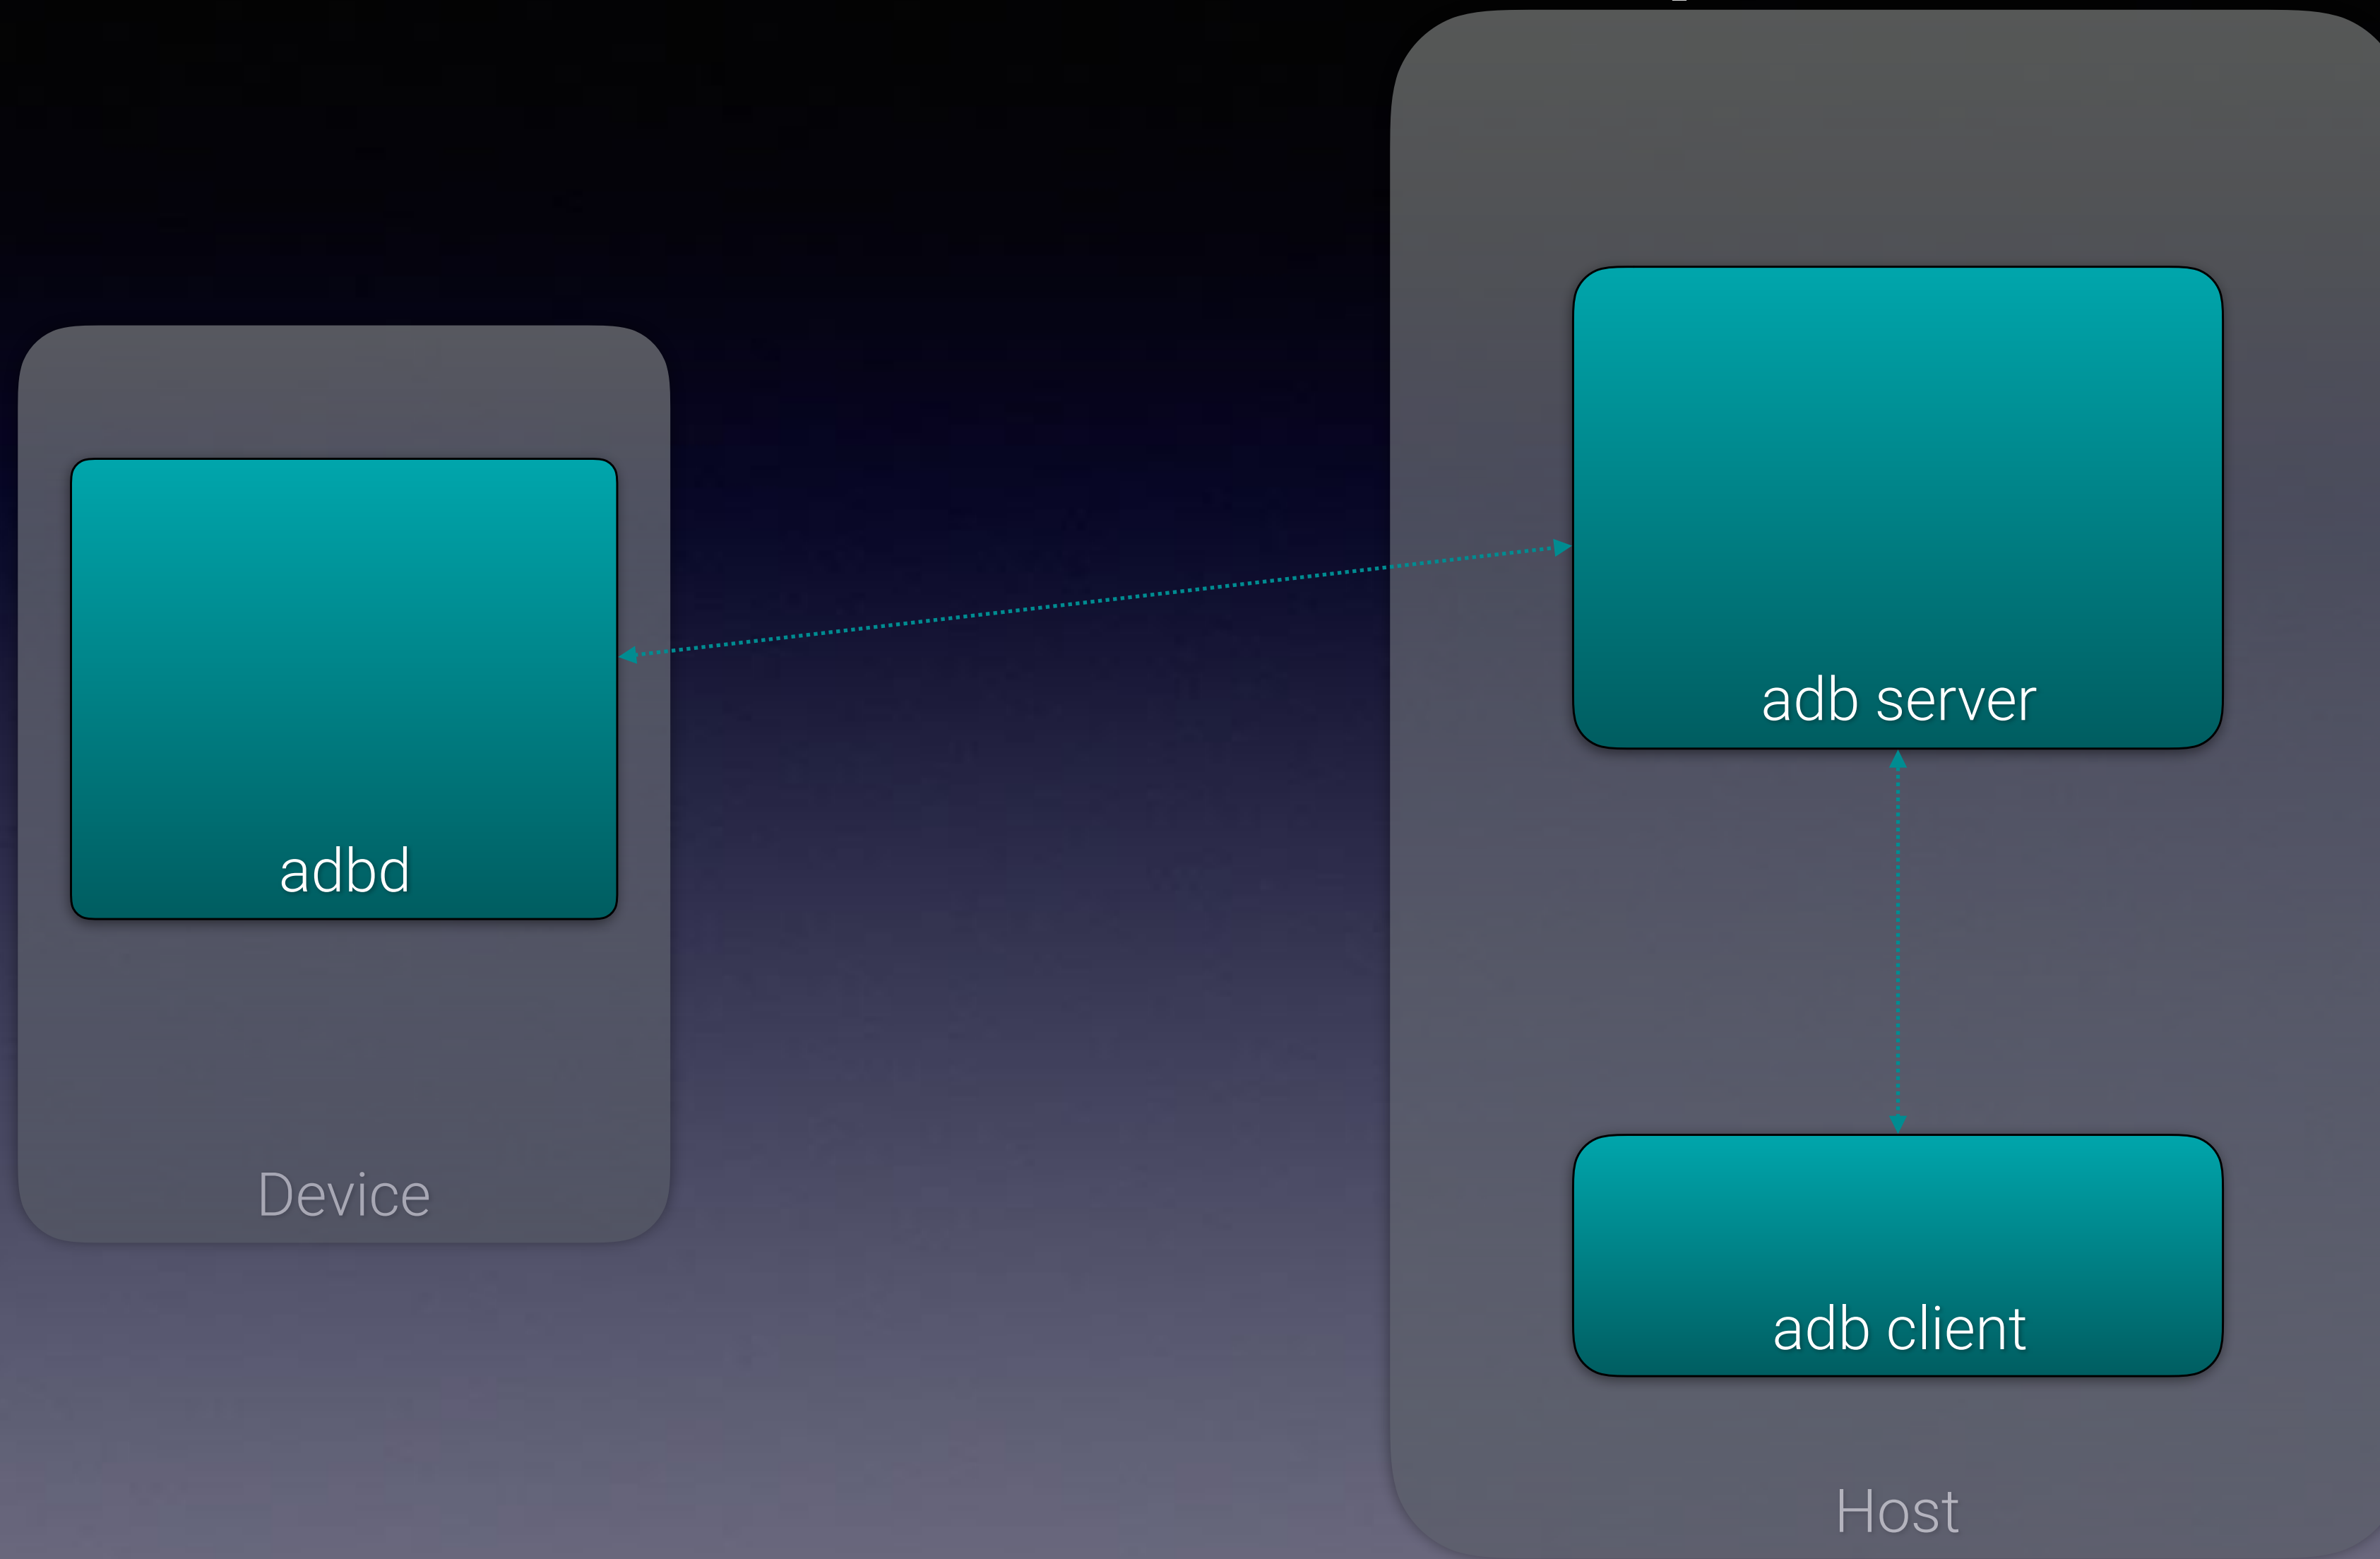 adb server
adbd
Device
adb client
Host